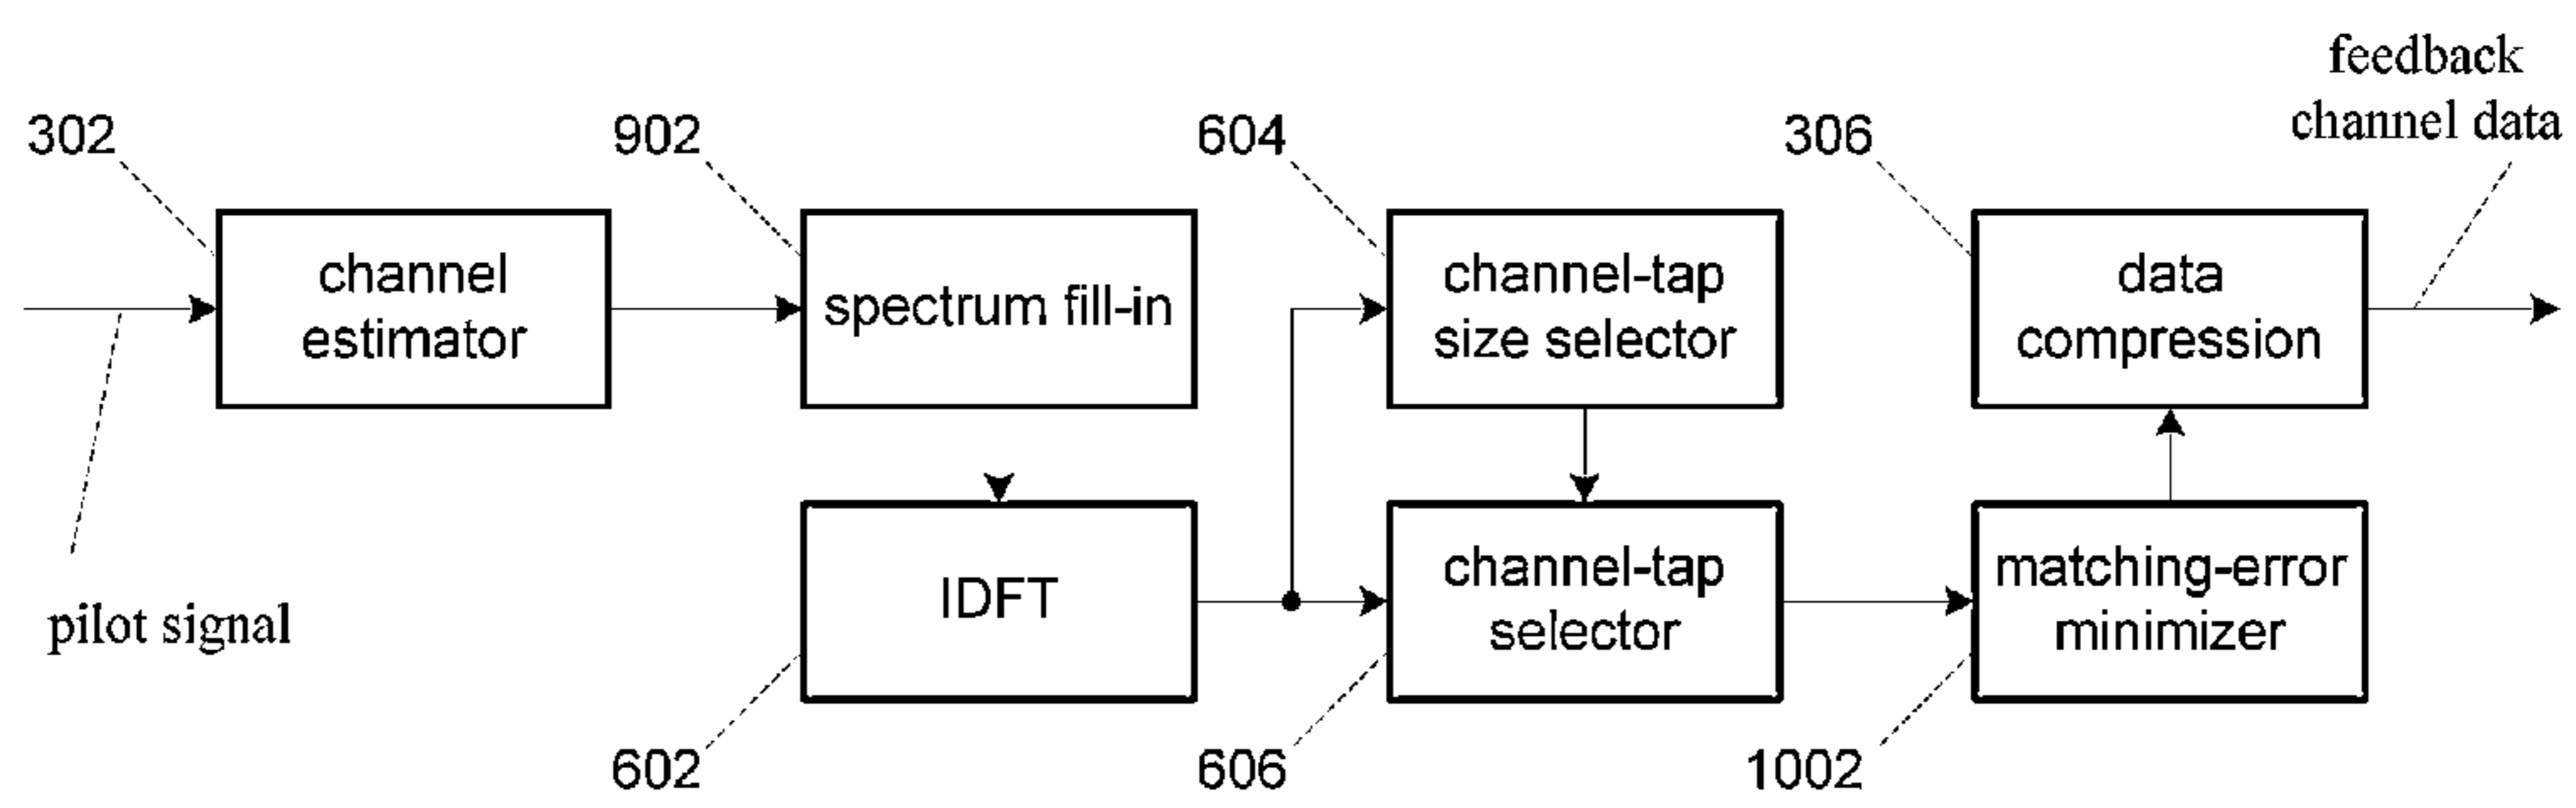 feedback
channel data
302
902
604
306
channel
estimator
spectrum fill-in
channel-tap
size selector
data
compression
pilot signal
IDFT
channel-tap
selector
matching-error
minimizer
602
606
1002